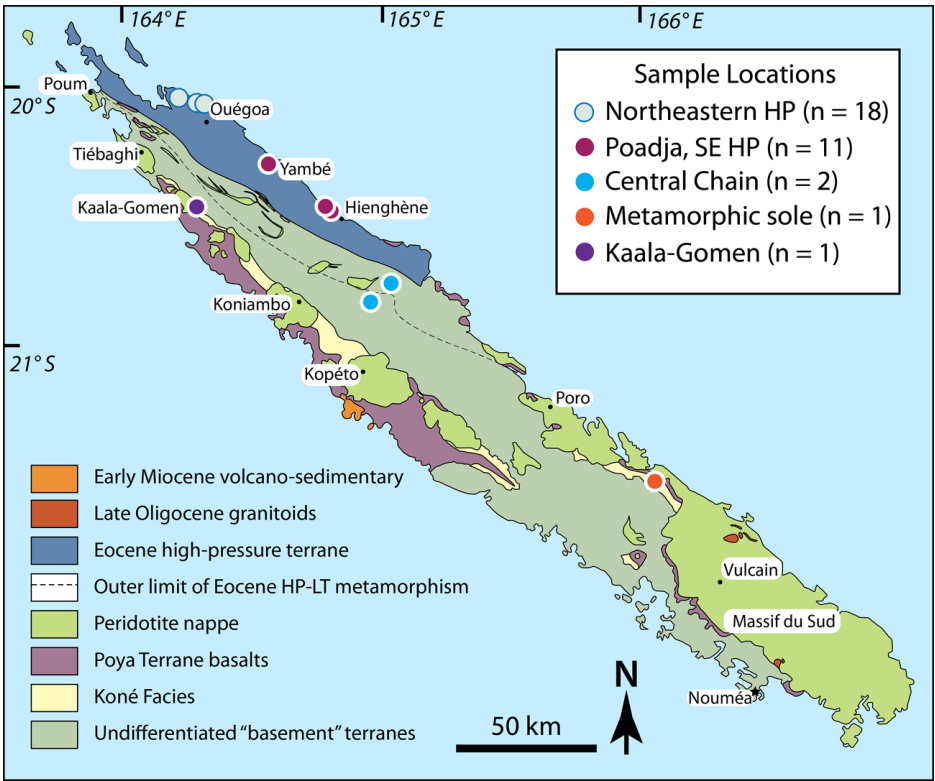 164° E
165° E
166° E
20° S
21° S
Sample Locations
Northeastern HP (n = 18)
Poadja, SE HP (n = 11)
Central Chain (n = 2)
Metamorphic sole (n = 1)
Kaala-Gomen (n = 1)
Poum
Ouégoa
Tiébaghi
Yambé
Kaala-Gomen
Hienghène
Koniambo
Kopéto
Poro
Vulcain
Massif du Sud
Nouméa
Early Miocene volcano-sedimentary
Late Oligocene granitoids
Eocene high-pressure terrane
Outer limit of Eocene HP-LT metamorphism
Peridotite nappe
Poya Terrane basalts
Koné Facies
Undifferentiated "basement" terranes
50 km
N